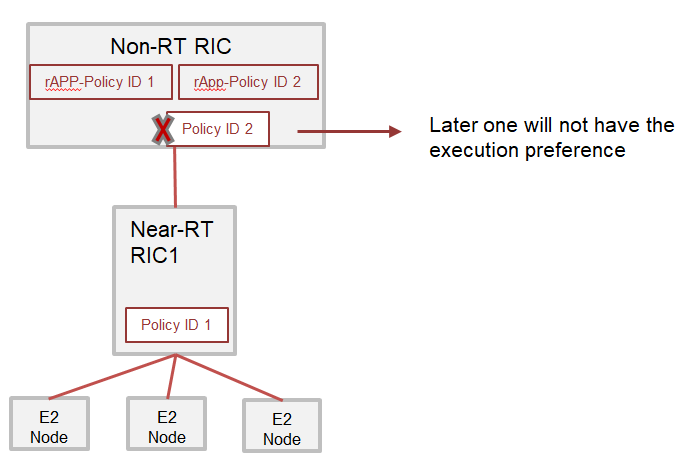 Non-RT RIC
rAPP-Policy ID 1
rApp-Policy ID 2
Policy ID 2
Later one will not have the
execution preference
Near-RT
RIC1
Policy ID 1
E2
Node
E2
Node
E2
Node